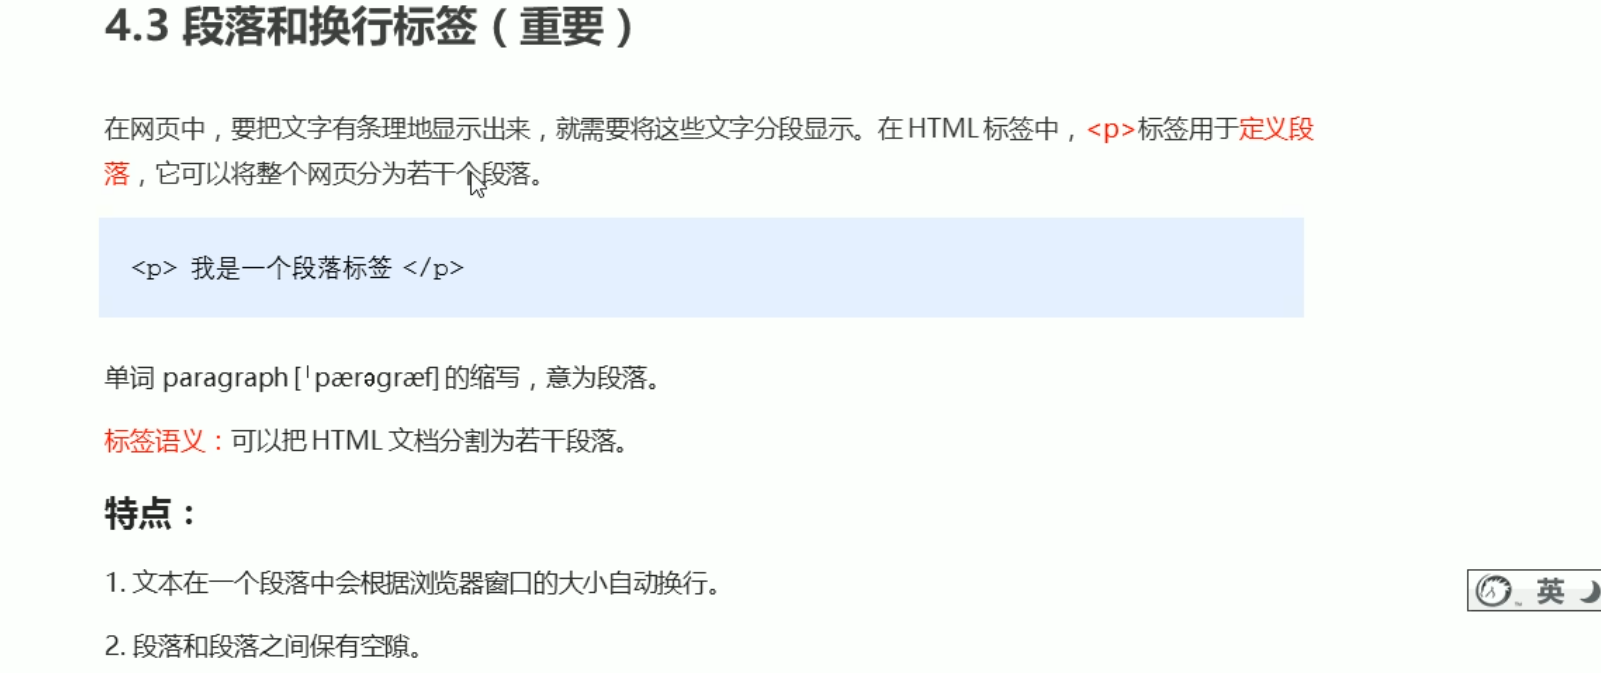 4.3 段落和换行标签（重要）
在网页中，要把文字有条理地显示出来，就需要将这些文字分段显示。在 HTML 标签中，<p>标签用于定义段
落，它可以将整个网页分为若干个段落。
<p> 我是一个段落标签 </p>
单词 paragraph [ˈpærəgræf] 的缩写，意为段落。
标签语义：可以把 HTML 文档分割为若干段落。
特点：
1. 文本在一个段落中会根据浏览器窗口的大小自动换行。
2. 段落和段落之间保有空隙。
英